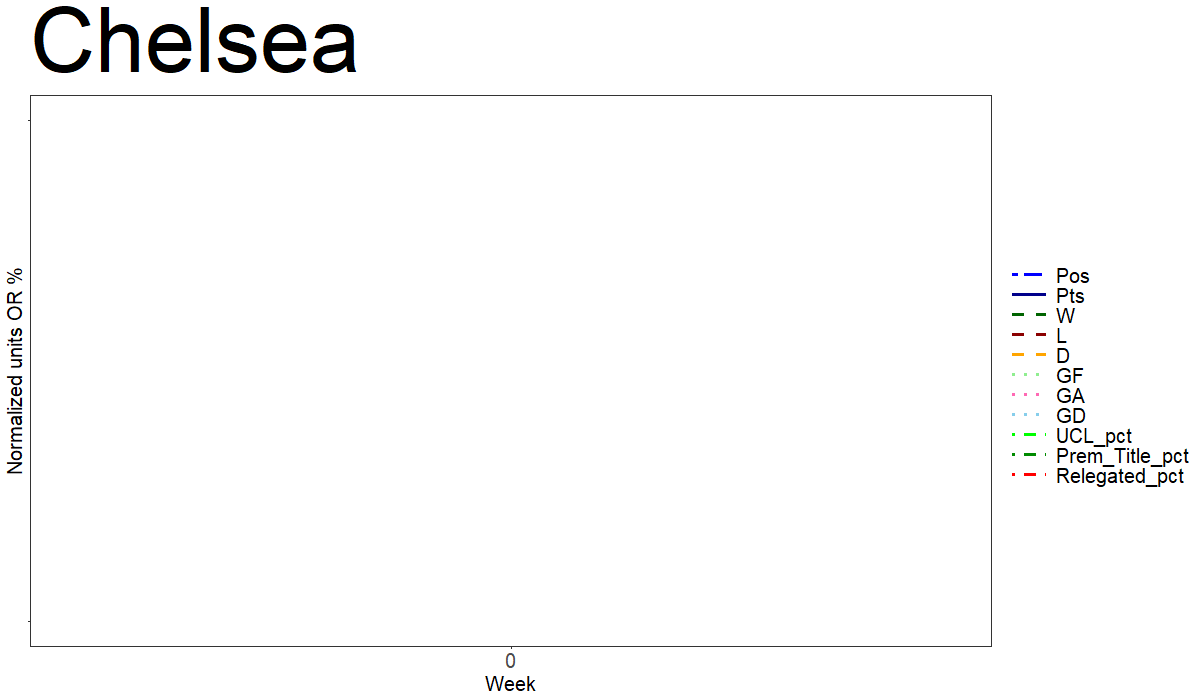 Chelsea
Normalized units OR %
0
Week
Pos
Pts
W
L
D
GF
GA
GD
UCL_pct
Prem_Title_pct
Relegated_pct